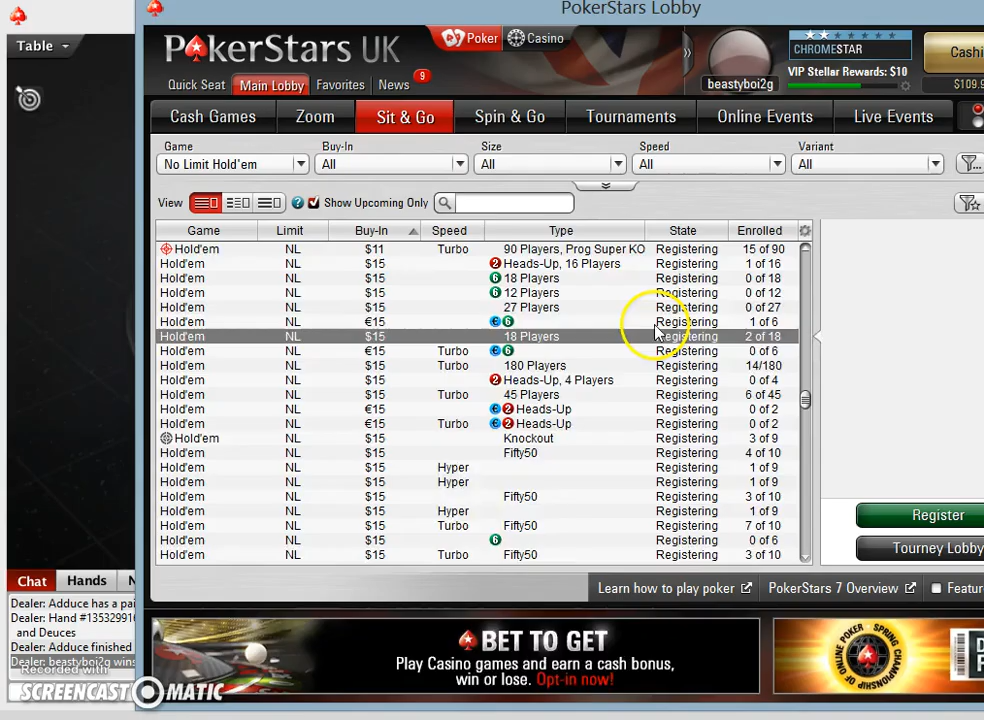 PokerStars Lobby
Table
PokerStars UK
Poker
Casino
CHROMESTAR
VIP Stellar Rewards: $10
beastyboi2g
$109.
Quick Seat
Main Lobby
Favorites
News
9
Cash Games
Zoom
Sit & Go
Spin & Go
Tournaments
Online Events
Live Events
Game
Buy-In
Size
Speed
Variant
No Limit Hold'em
All
All
All
All
View
Show Upcoming Only
Game Limit Buy-In Speed Type State Enrolled
Hold'em NL $11 Turbo 90 Players, Prog Super KO Registering 15 of 90
Hold'em NL $15 2 Heads-Up, 16 Players Registering 1 of 16
Hold'em NL $15 6 18 Players Registering 0 of 18
Hold'em NL $15 6 12 Players Registering 0 of 12
Hold'em NL $15 27 Players Registering 0 of 27
Hold'em NL €15 € 6 Registering 1 of 6
Hold'em NL $15 18 Players Registering 2 of 18
Hold'em NL €15 Turbo € 6 Registering 0 of 6
Hold'em NL $15 Turbo 180 Players Registering 14/180
Hold'em NL $15 2 Heads-Up, 4 Players Registering 0 of 4
Hold'em NL $15 Turbo 45 Players Registering 6 of 45
Hold'em NL €15 € 2 Heads-Up Registering 0 of 2
Hold'em NL €15 Turbo € 2 Heads-Up Registering 0 of 2
Hold'em NL $15 Knockout Registering 3 of 9
Hold'em NL $15 Fifty50 Registering 4 of 10
Hold'em NL $15 Hyper Registering 1 of 9
Hold'em NL $15 Hyper Registering 1 of 9
Hold'em NL $15 Fifty50 Registering 3 of 10
Hold'em NL $15 Hyper Registering 1 of 9
Hold'em NL $15 Turbo Fifty50 Registering 7 of 10
Hold'em NL $15 6 Registering 0 of 6
Hold'em NL $15 Turbo Fifty50 Registering 3 of 10
Register
Tourney Lobby
Learn how to play poker
PokerStars 7 Overview
Featur
Chat
Hands
Dealer: Adduce has a pai
Dealer: Hand #13532991
and Deuces
Dealer: Adduce finished
Dealer: beastyboi2g wins
Recorded with
SCREENCAST-O-MATIC
BET TO GET
Play Casino games and earn a cash bonus,
win or lose. Opt-in now!
POKER SPRING CHAMPIONSHIP OF ONLINE